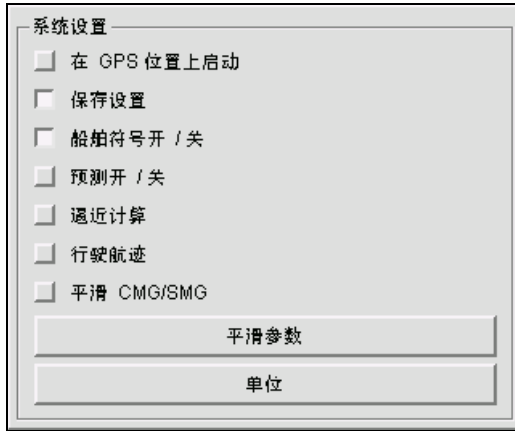 系统设置
在 GPS 位置上启动
保存设置
船舶符号开 / 关
预测开 / 关
逼近计算
行驶航迹
平滑 CMG/SMG
平滑参数
单位